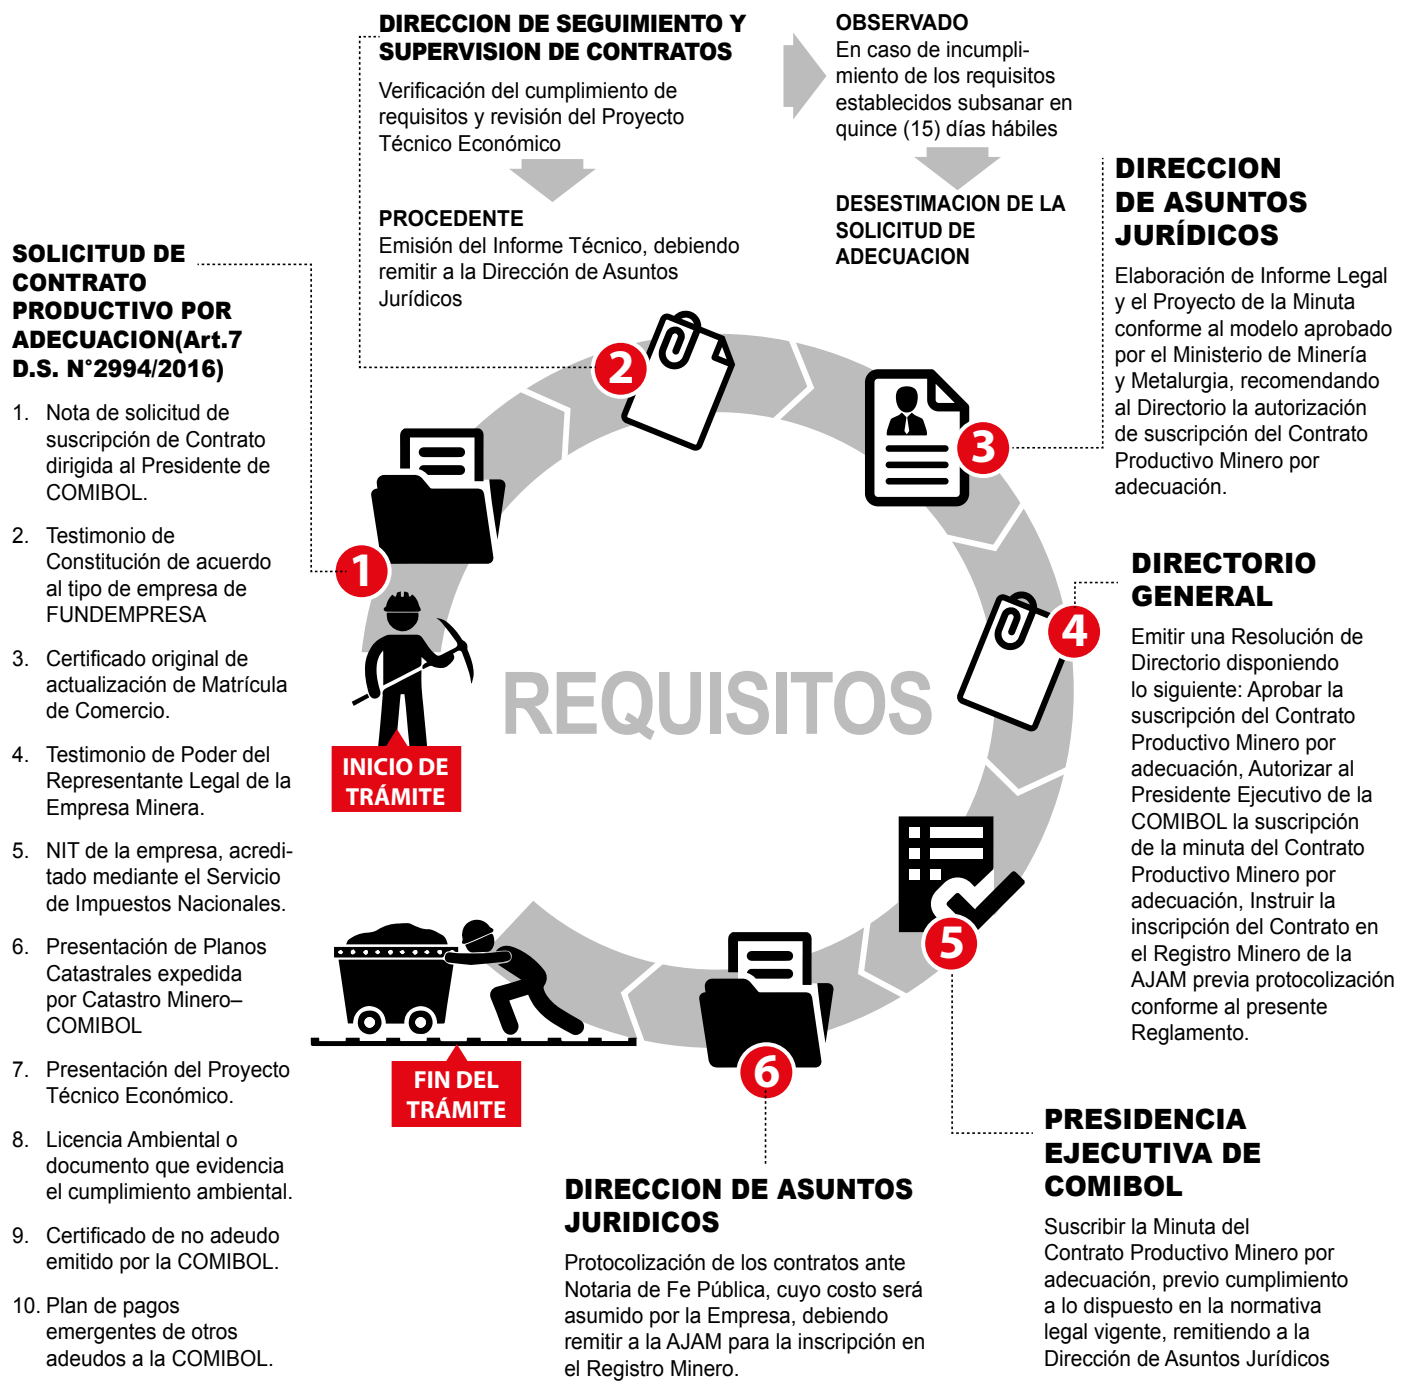 SOLICITUD DE
CONTRATO
PRODUCTIVO POR
ADECUACION(Art.7
D.S. N°2994/2016)
1. Nota de solicitud de
suscripción de Contrato
dirigida al Presidente de
COMIBOL.
2. Testimonio de
Constitución de acuerdo
al tipo de empresa de
FUNDEMPRESA
3. Certificado original de
actualización de Matrícula
de Comercio.
4. Testimonio de Poder del
Representante Legal de la
Empresa Minera.
5. NIT de la empresa, acredi-
tado mediante el Servicio
de Impuestos Nacionales.
6. Presentación de Planos
Catastrales expedida
por Catastro Minero–
COMIBOL
7. Presentación del Proyecto
Técnico Económico.
8. Licencia Ambiental o
documento que evidencia
el cumplimiento ambiental.
9. Certificado de no adeudo
emitido por la COMIBOL.
10. Plan de pagos
emergentes de otros
adeudos a la COMIBOL.
DIRECCION DE SEGUIMIENTO Y
SUPERVISION DE CONTRATOS
Verificación del cumplimiento de
requisitos y revisión del Proyecto
Técnico Económico
PROCEDENTE
Emisión del Informe Técnico, debiendo
remitir a la Dirección de Asuntos
Jurídicos
OBSERVADO
En caso de incumpli-
miento de los requisitos
establecidos subsanar en
quince (15) días hábiles
DESESTIMACION DE LA
SOLICITUD DE
ADECUACION
DIRECCION
DE ASUNTOS
JURÍDICOS
Elaboración de Informe Legal
y el Proyecto de la Minuta
conforme al modelo aprobado
por el Ministerio de Minería
y Metalurgia, recomendando
al Directorio la autorización
de suscripción del Contrato
Productivo Minero por
adecuación.
DIRECTORIO
GENERAL
Emitir una Resolución de
Directorio disponiendo
lo siguiente: Aprobar la
suscripción del Contrato
Productivo Minero por
adecuación, Autorizar al
Presidente Ejecutivo de la
COMIBOL la suscripción
de la minuta del Contrato
Productivo Minero por
adecuación, Instruir la
inscripción del Contrato en
el Registro Minero de la
AJAM previa protocolización
conforme al presente
Reglamento.
PRESIDENCIA
EJECUTIVA DE
COMIBOL
Suscribir la Minuta del
Contrato Productivo Minero por
adecuación, previo cumplimiento
a lo dispuesto en la normativa
legal vigente, remitiendo a la
Dirección de Asuntos Jurídicos
DIRECCION DE ASUNTOS
JURIDICOS
Protocolización de los contratos ante
Notaria de Fe Pública, cuyo costo será
asumido por la Empresa, debiendo
remitir a la AJAM para la inscripción en
el Registro Minero.
1
2
3
4
5
6
REQUISITOS
INICIO DE
TRÁMITE
FIN DEL
TRÁMITE